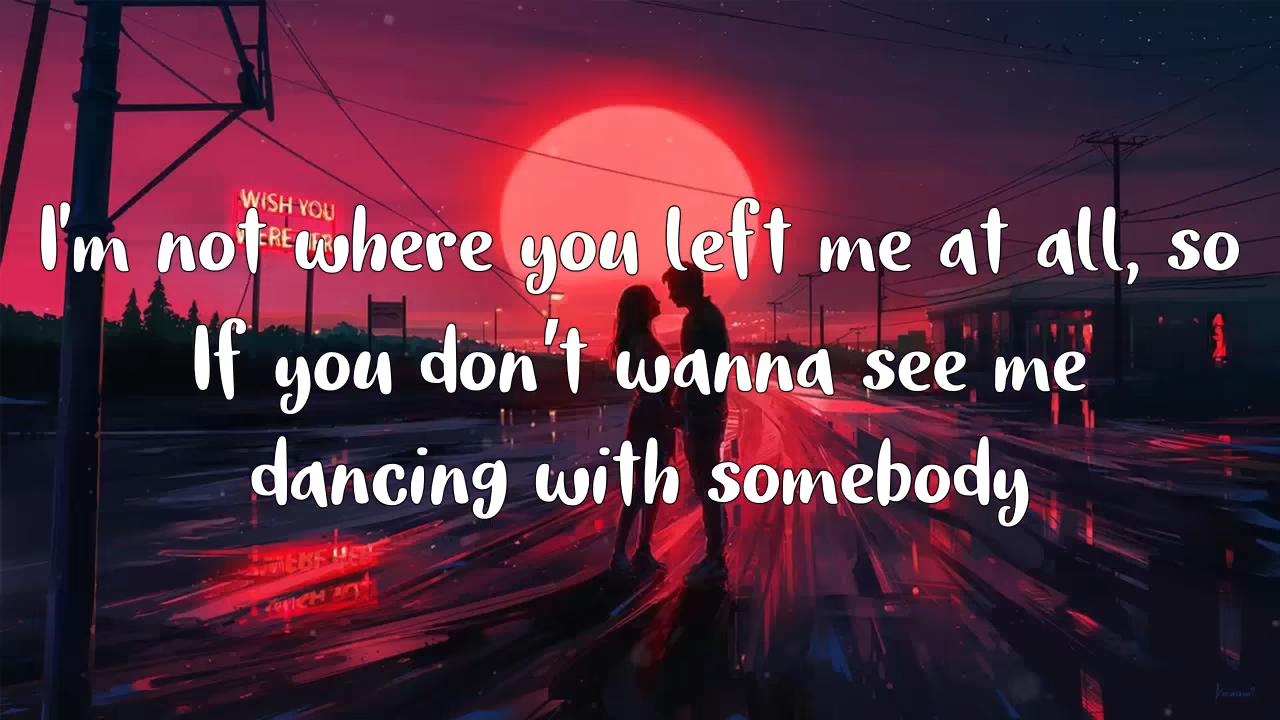 WISH YOU
I'm not where you left me at all, so
If you don't wanna see me
dancing with somebody